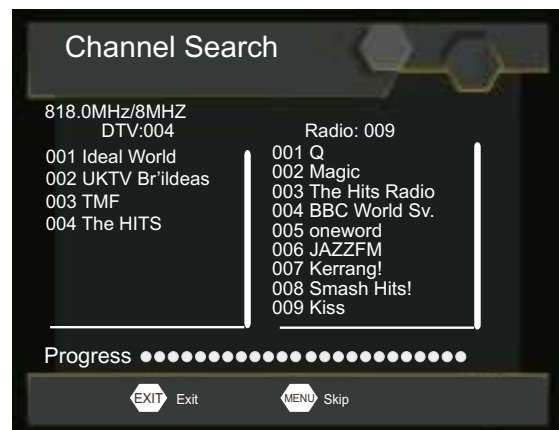 Channel Search
818.0MHz/8MHZ
DTV:004
001 Ideal World
002 UKTV Br'ildeas
003 TMF
004 The HITS
Radio: 009
001 Q
002 Magic
003 The Hits Radio
004 BBC World Sv.
005 oneword
006 JAZZFM
007 Kerrang!
008 Smash Hits!
009 Kiss
Progress
EXIT Exit
MENU Skip